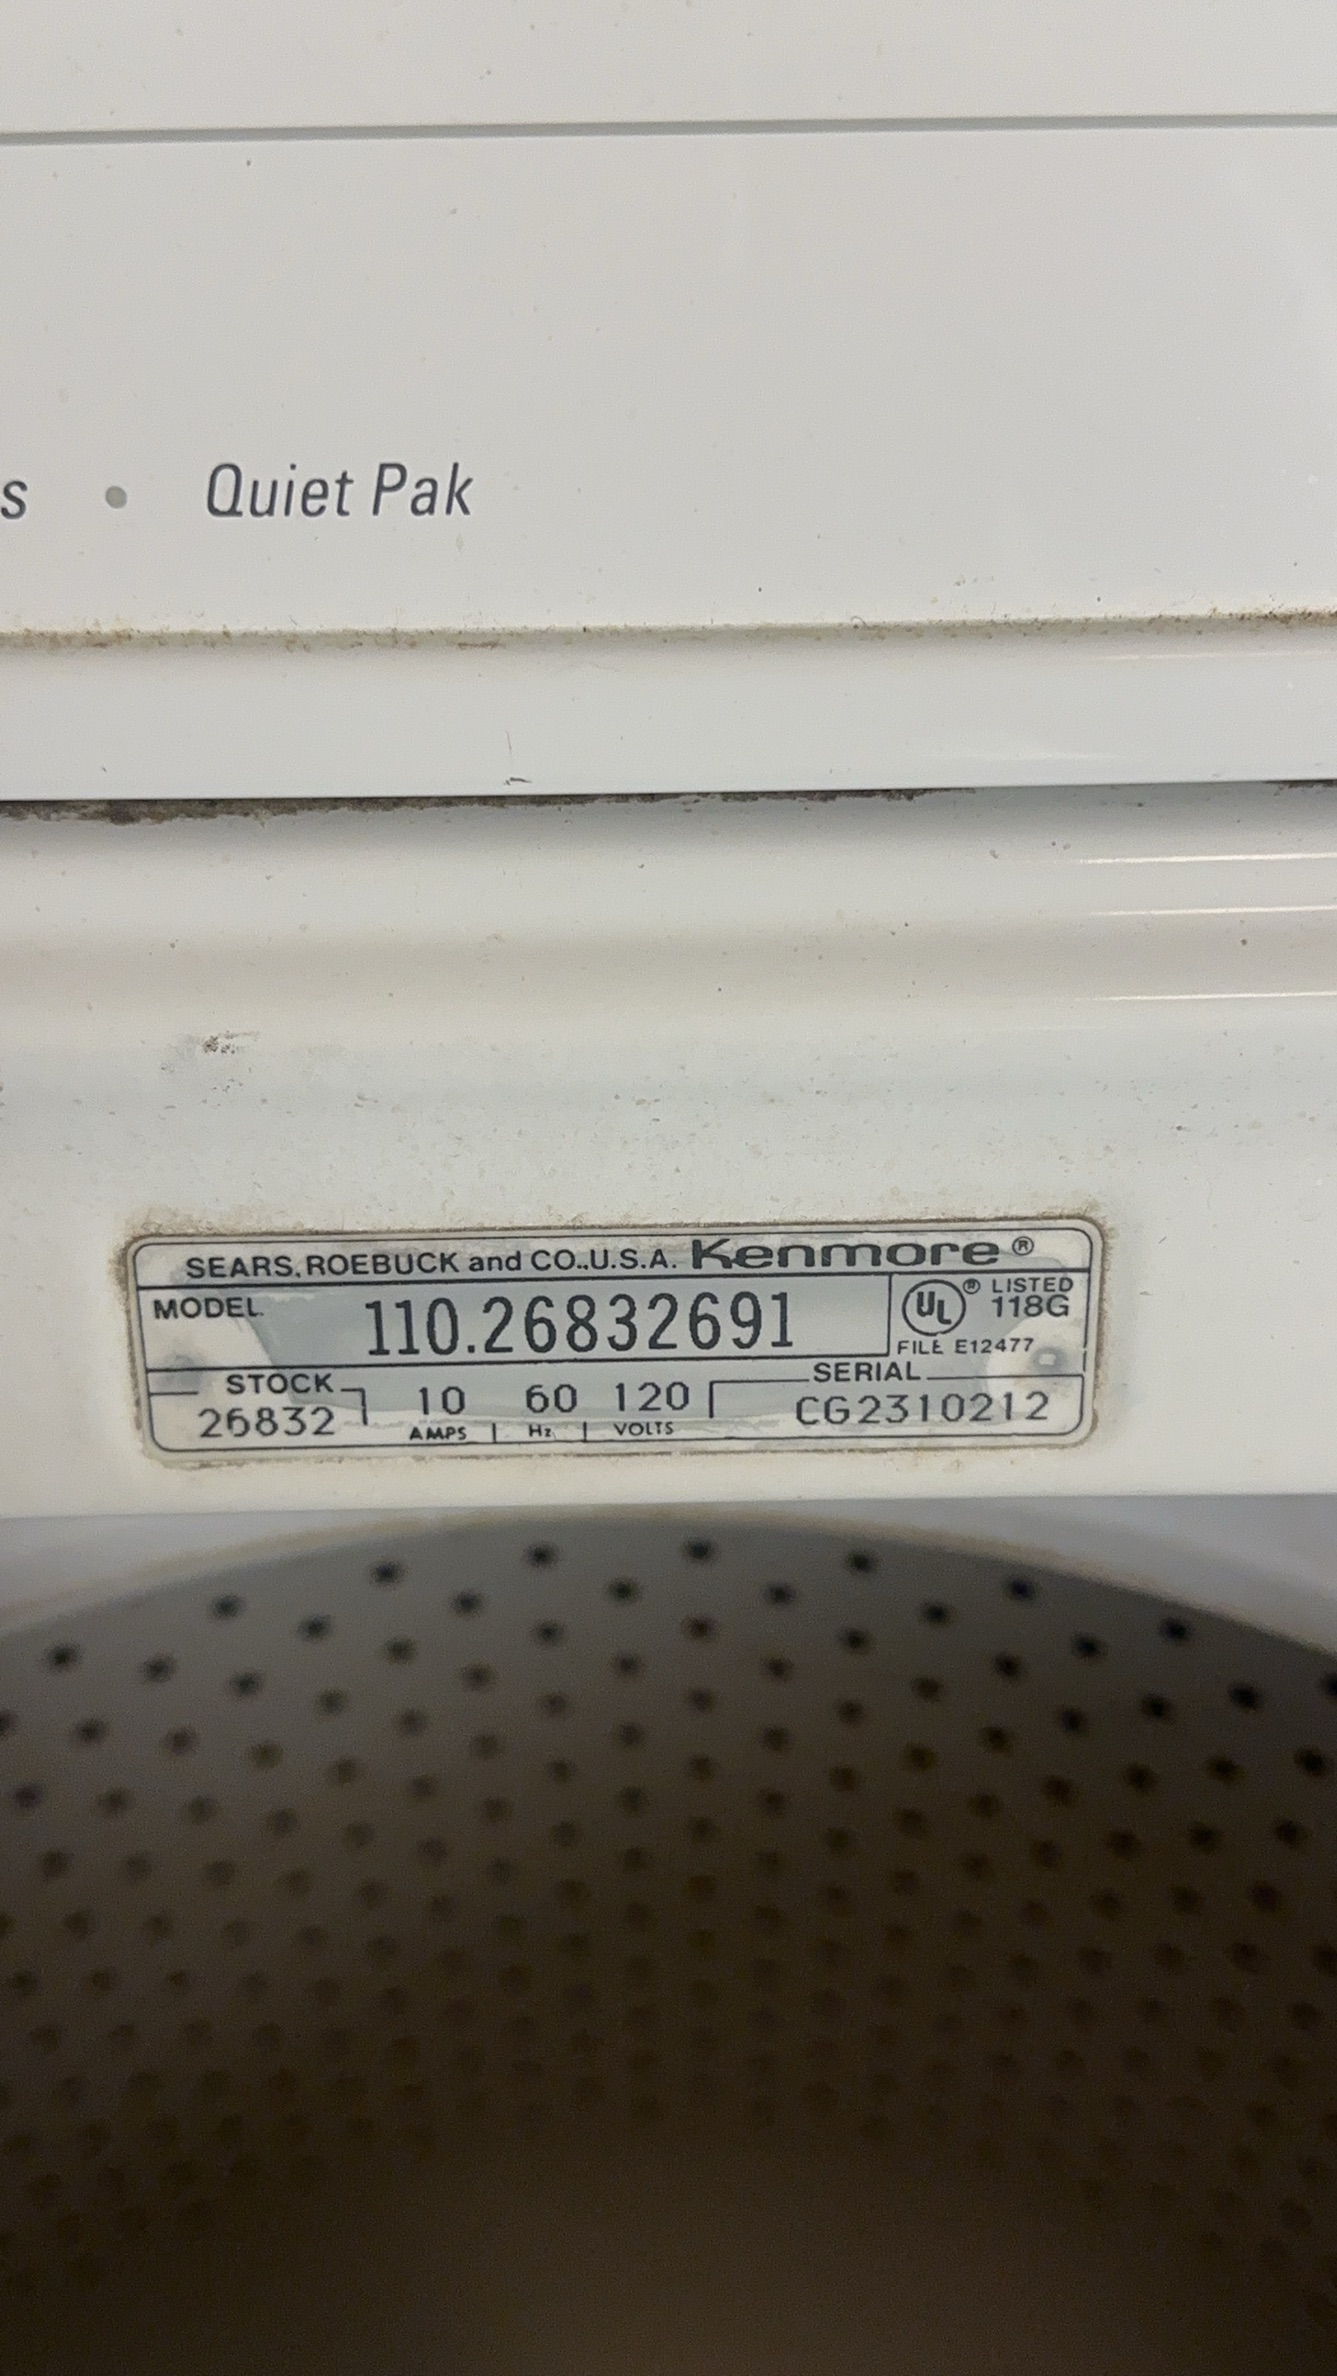 s • Quiet Pak
SEARS, ROEBUCK and CO., U.S.A. Kenmore®
MODEL 110.26832691 UL® LISTED 118G
FILE E12477
STOCK 10 60 120 SERIAL
26832 AMPS Hz VOLTS CG2310212